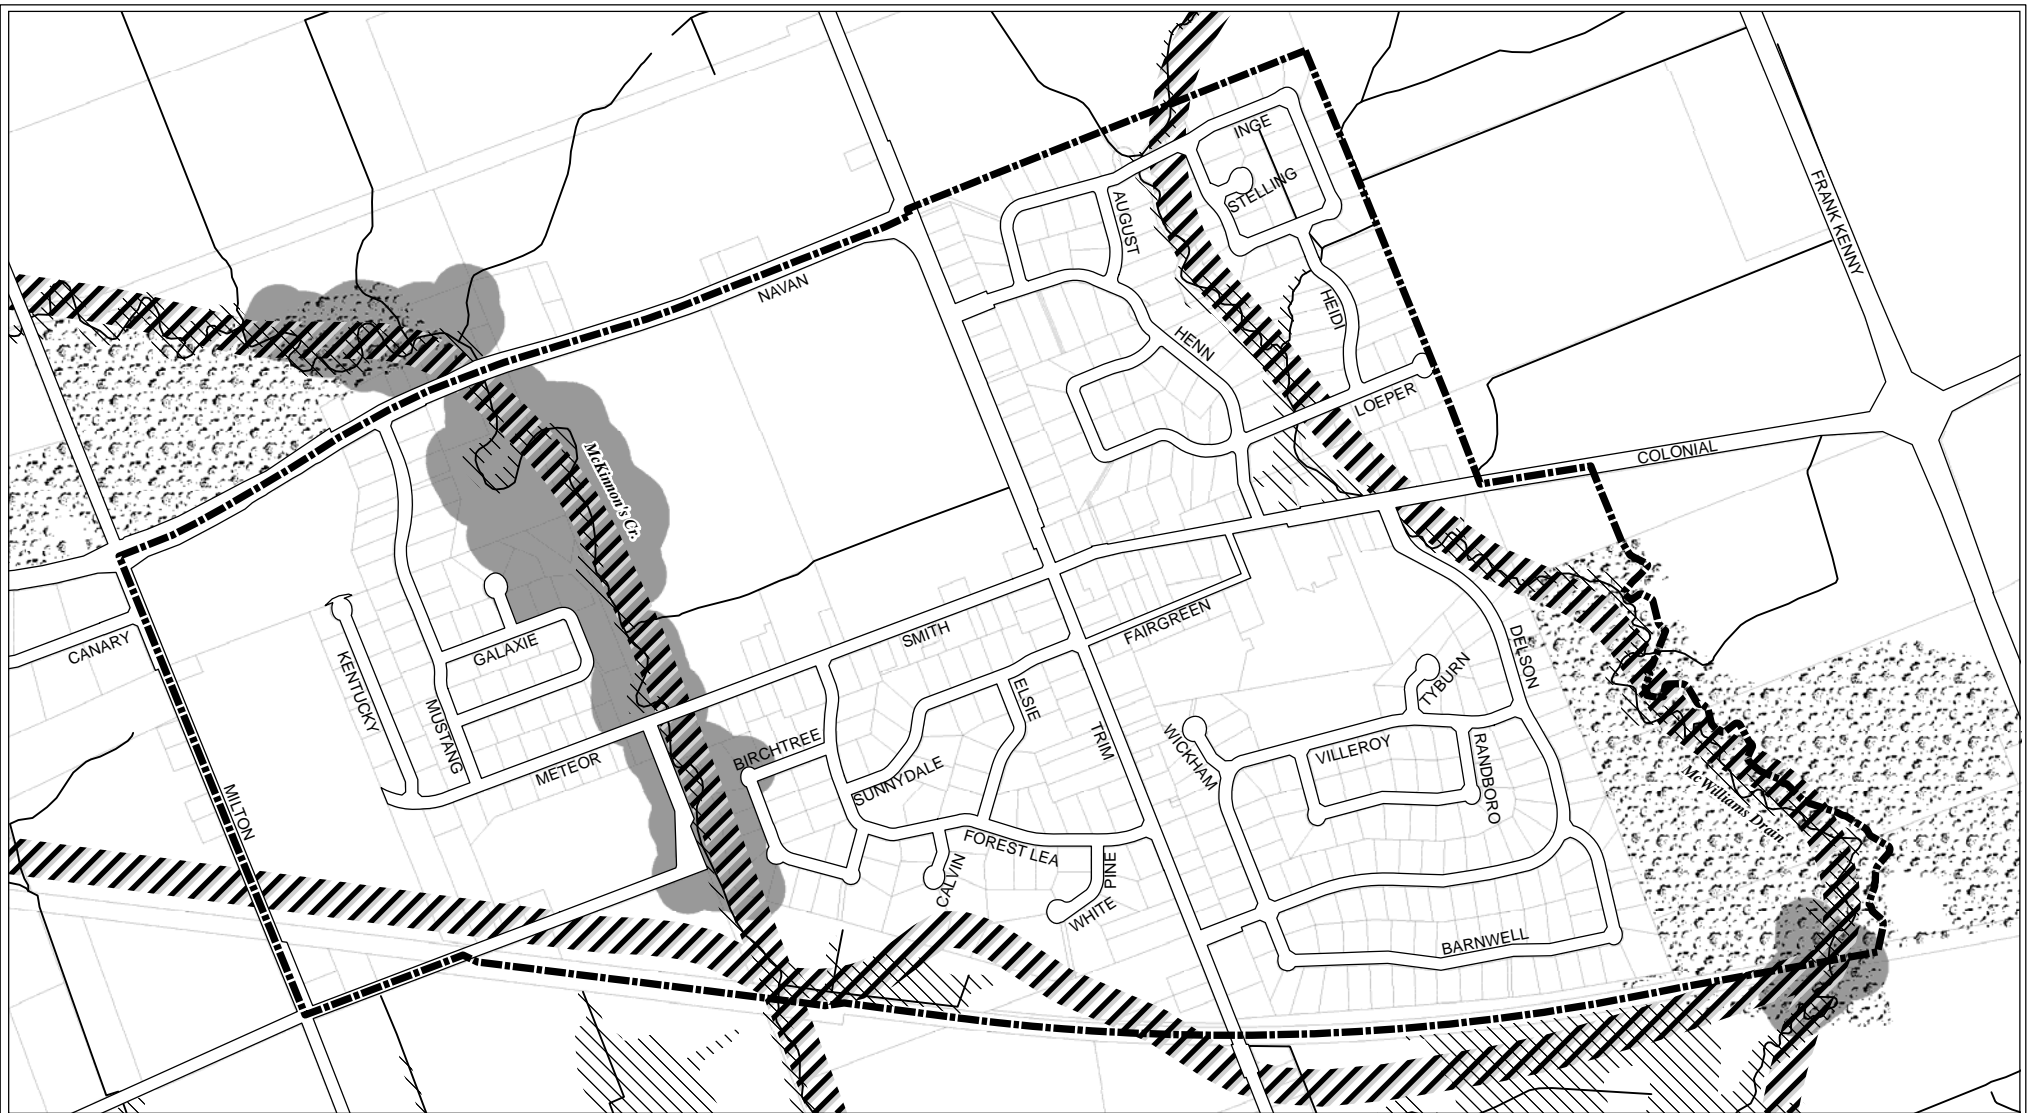 INGE
STELLING
AUGUST
FRANK KENNY
NAVAN
HEIDI
HENN
LOEPER
COLONIAL
McKinnon's Cr.
CANARY
KENTUCKY
GALAXIE
MUSTANG
METEOR
MILTON
SMITH
FAIRGREEN
BIRCHTREE
SUNNYDALE
ELSIE
TRIM
DELSON
TYBURN
WICKHAM
VILLEROY
RANDBORO
McWilliams Drain
FOREST LEA
CALVIN
WHITE PINE
BARNWELL